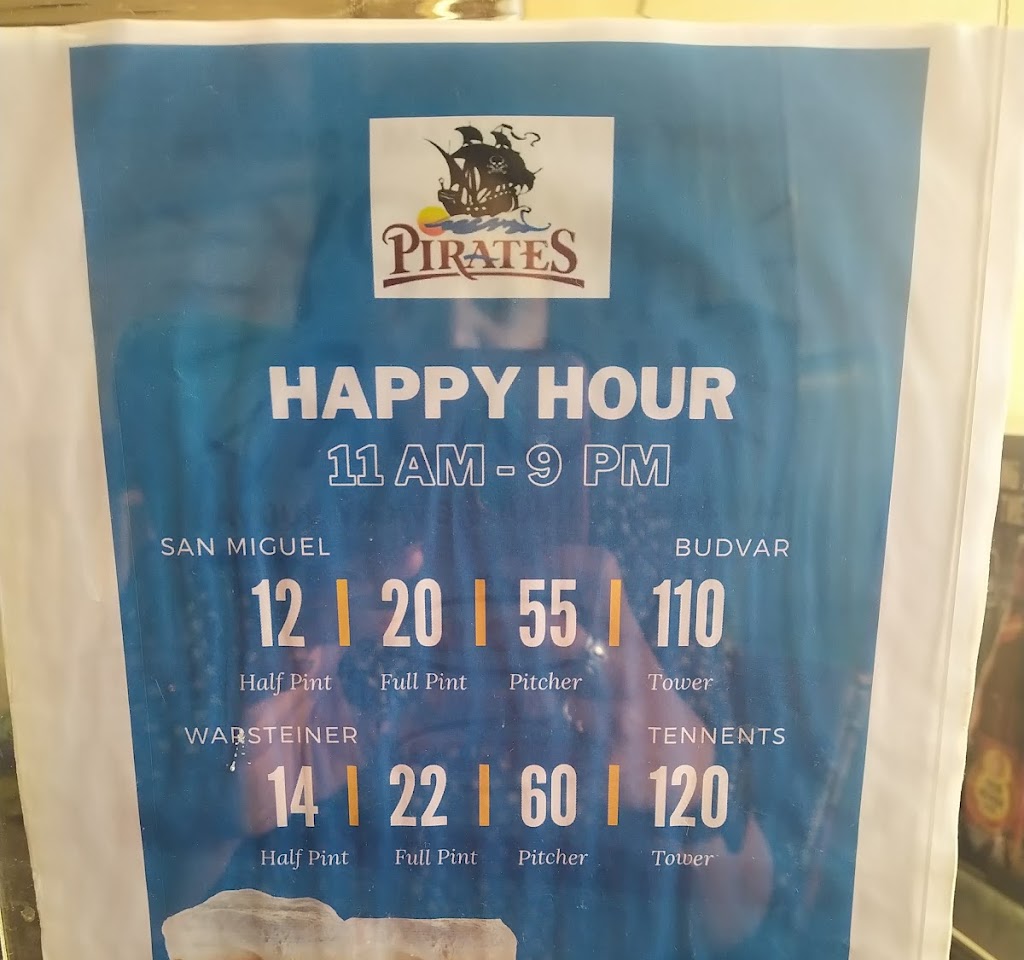 PIRATES
HAPPY HOUR
11 AM - 9 PM
SAN MIGUEL BUDVAR
12 | 20 | 55 | 110
Half Pint Full Pint Pitcher Tower
WARSTEINER TENNENTS
14 | 22 | 60 | 120
Half Pint Full Pint Pitcher Tower